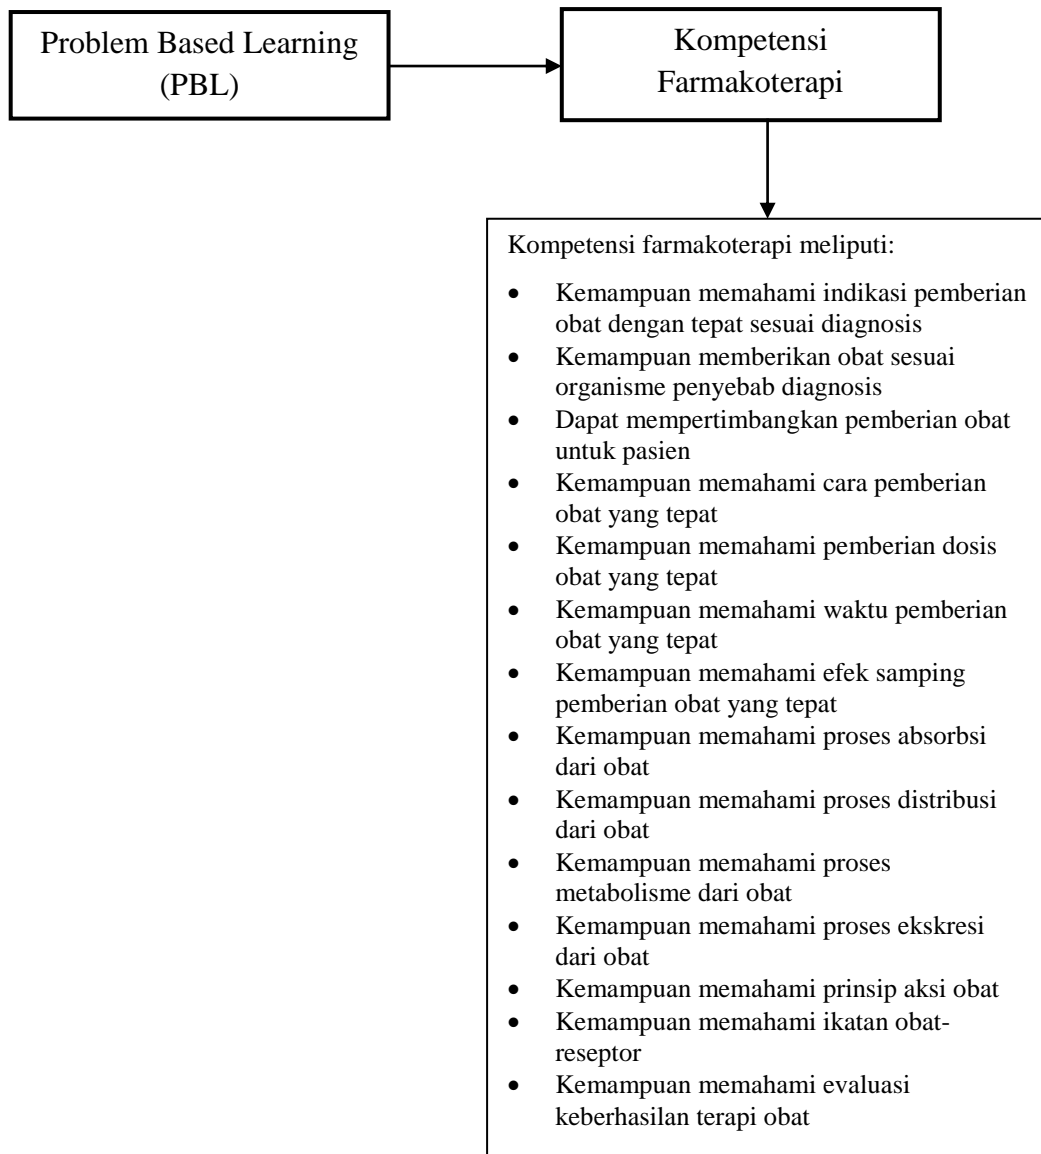 Problem Based Learning
(PBL)
Kompetensi
Farmakoterapi
Kompetensi farmakoterapi meliputi:
• Kemampuan memahami indikasi pemberian
obat dengan tepat sesuai diagnosis
• Kemampuan memberikan obat sesuai
organisme penyebab diagnosis
• Dapat mempertimbangkan pemberian obat
untuk pasien
• Kemampuan memahami cara pemberian
obat yang tepat
• Kemampuan memahami pemberian dosis
obat yang tepat
• Kemampuan memahami waktu pemberian
obat yang tepat
• Kemampuan memahami efek samping
pemberian obat yang tepat
• Kemampuan memahami proses absorbsi
dari obat
• Kemampuan memahami proses distribusi
dari obat
• Kemampuan memahami proses
metabolisme dari obat
• Kemampuan memahami proses ekskresi
dari obat
• Kemampuan memahami prinsip aksi obat
• Kemampuan memahami ikatan obat-
reseptor
• Kemampuan memahami evaluasi
keberhasilan terapi obat